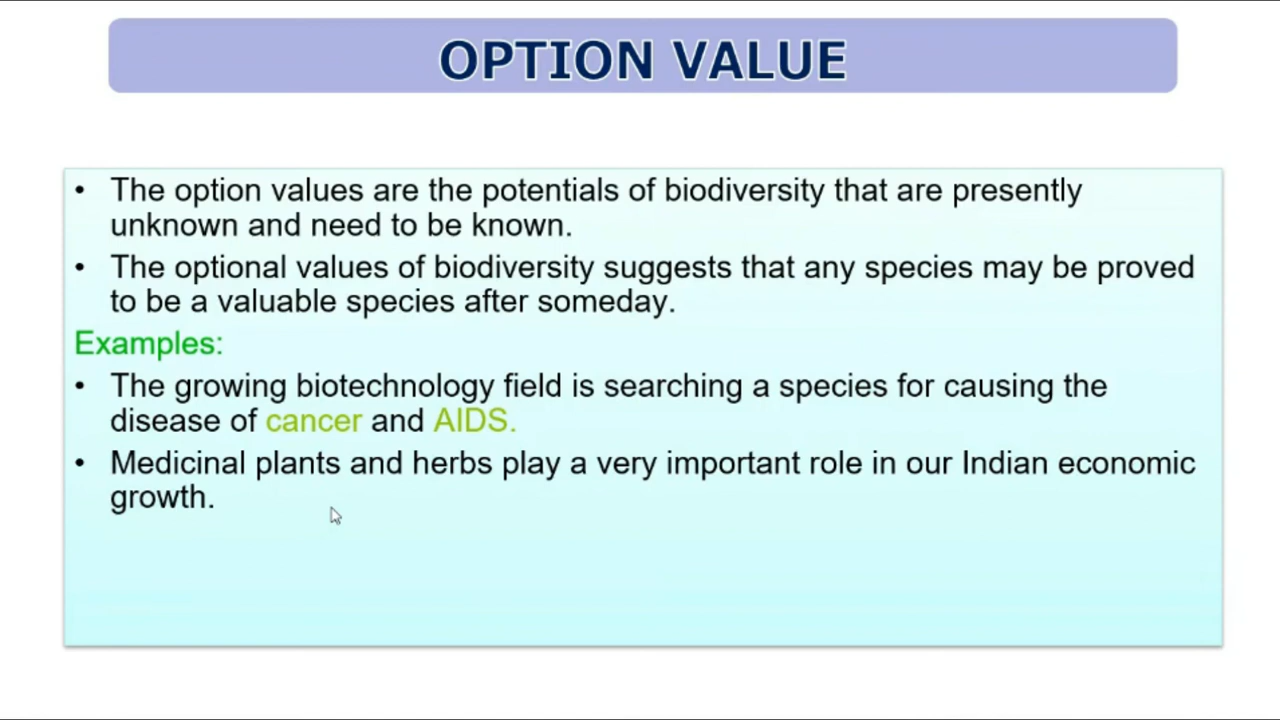 OPTION VALUE
• The option values are the potentials of biodiversity that are presently
unknown and need to be known.
• The optional values of biodiversity suggests that any species may be proved
to be a valuable species after someday.
Examples:
• The growing biotechnology field is searching a species for causing the
disease of cancer and AIDS.
• Medicinal plants and herbs play a very important role in our Indian economic
growth.